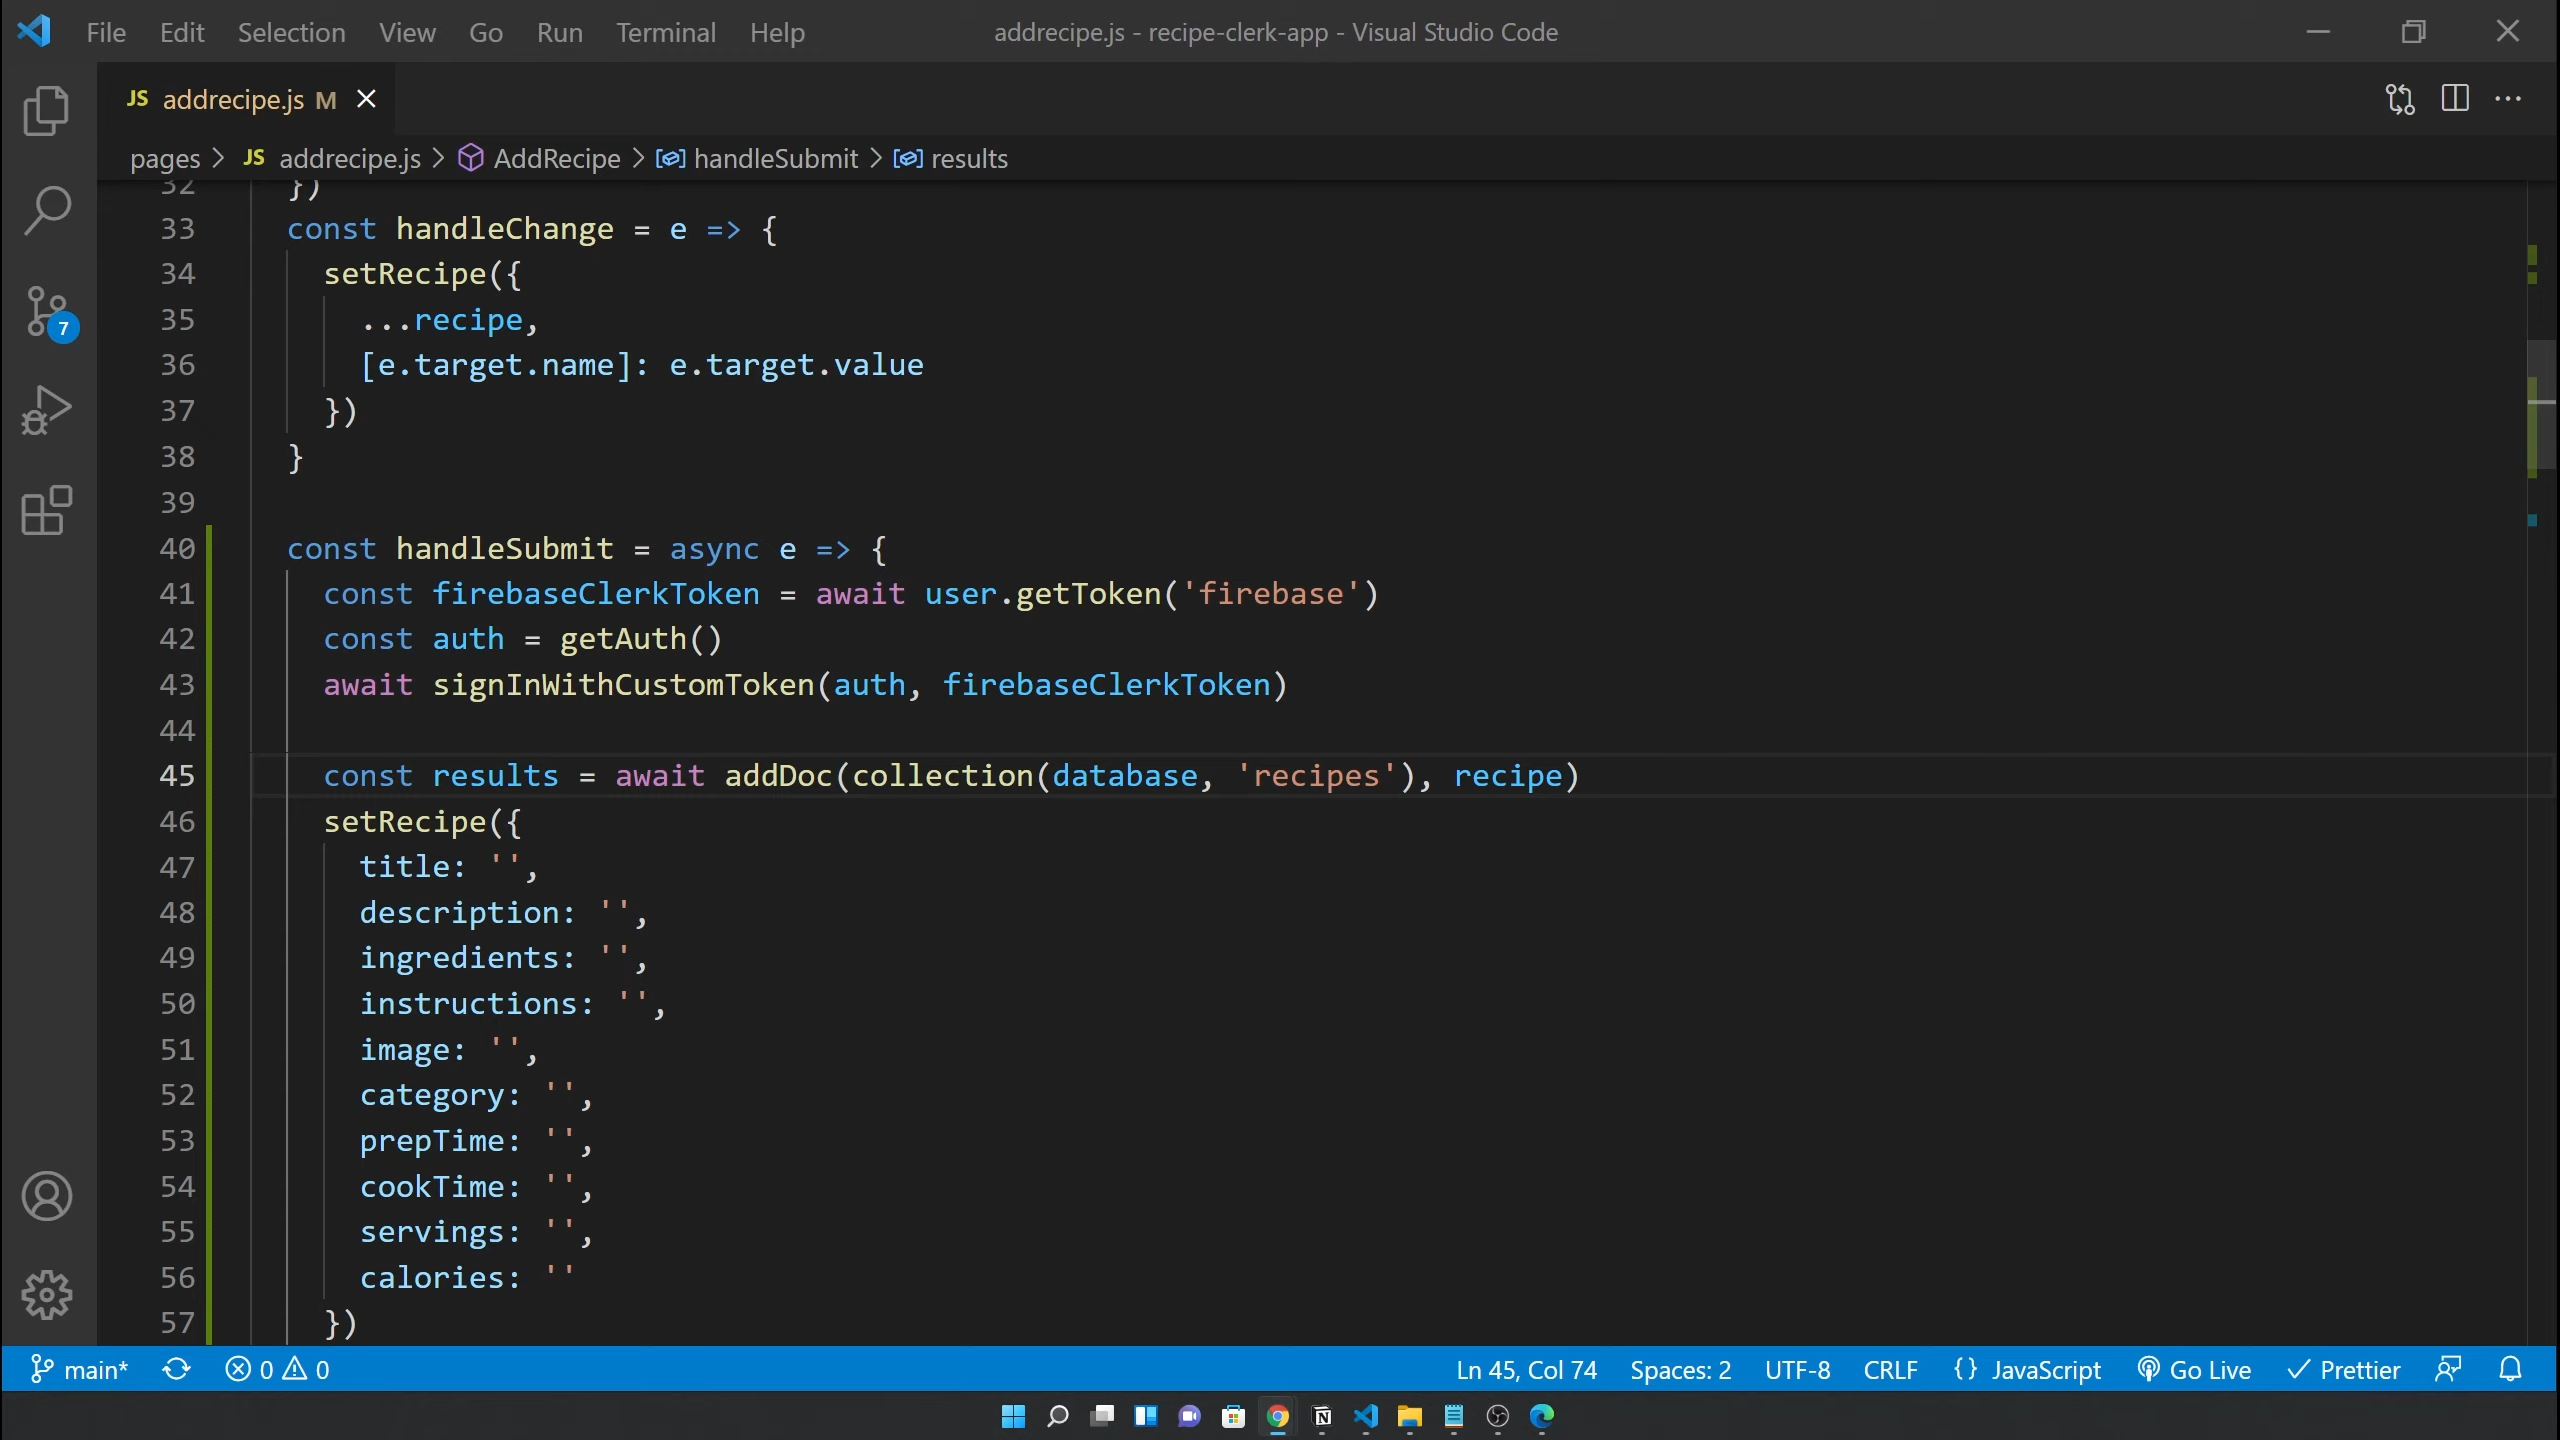 File Edit Selection View Go Run Terminal Help addrecipe.js - recipe-clerk-app - Visual Studio Code
JS addrecipe.js M
pages > JS addrecipe.js > AddRecipe > handleSubmit > results
32 })
33 const handleChange = e => {
34 setRecipe({
35 ...recipe,
36 [e.target.name]: e.target.value
37 })
38 }
39
40 const handleSubmit = async e => {
41 const firebaseClerkToken = await user.getToken('firebase')
42 const auth = getAuth()
43 await signInWithCustomToken(auth, firebaseClerkToken)
44
45 const results = await addDoc(collection(database, 'recipes'), recipe)
46 setRecipe({
47 title: '',
48 description: '',
49 ingredients: '',
50 instructions: '',
51 image: '',
52 category: '',
53 prepTime: '',
54 cookTime: '',
55 servings: '',
56 calories: ''
57 })
7
main* 0 0 Ln 45, Col 74 Spaces: 2 UTF-8 CRLF {} JavaScript Go Live Prettier